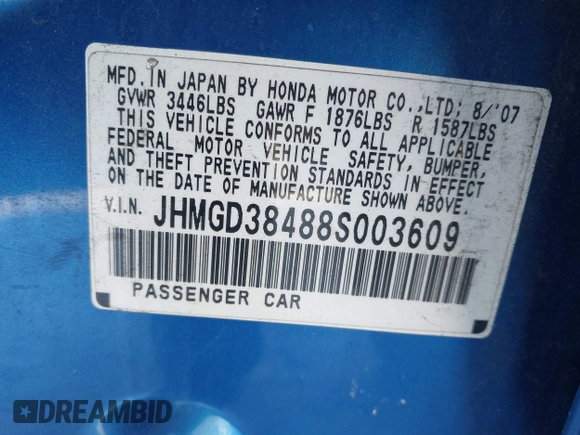 MFD.IN JAPAN BY HONDA MOTOR CO.,LTD; 8/'07
GVWR 3446LBS GAWR F 1876LBS R 1587LBS
THIS VEHICLE CONFORMS TO ALL APPLICABLE
FEDERAL MOTOR VEHICLE SAFETY, BUMPER,
AND THEFT PREVENTION STANDARDS IN EFFECT
ON THE DATE OF MANUFACTURE SHOWN ABOVE.
V.I.N. JHMGD38488S003609
PASSENGER CAR
DREAMBID